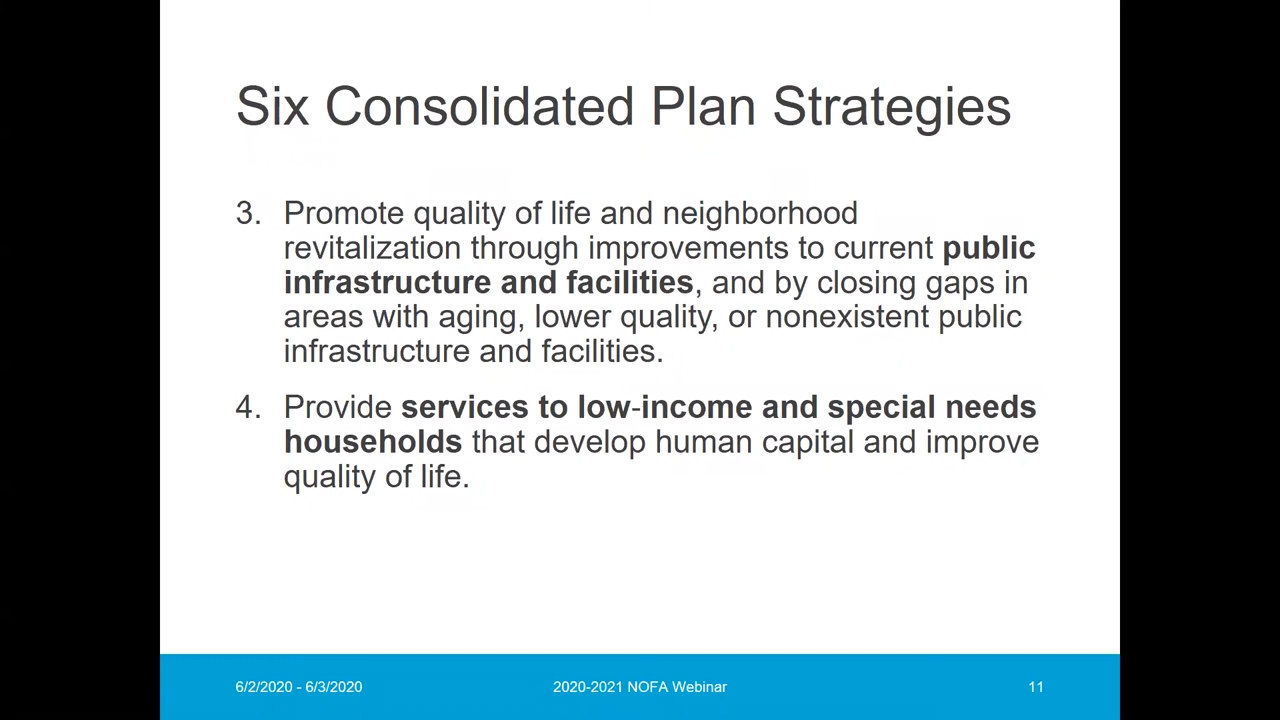 Six Consolidated Plan Strategies
3. Promote quality of life and neighborhood
revitalization through improvements to current public
infrastructure and facilities, and by closing gaps in
areas with aging, lower quality, or nonexistent public
infrastructure and facilities.
4. Provide services to low-income and special needs
households that develop human capital and improve
quality of life.
6/2/2020 - 6/3/2020 2020-2021 NOFA Webinar 11